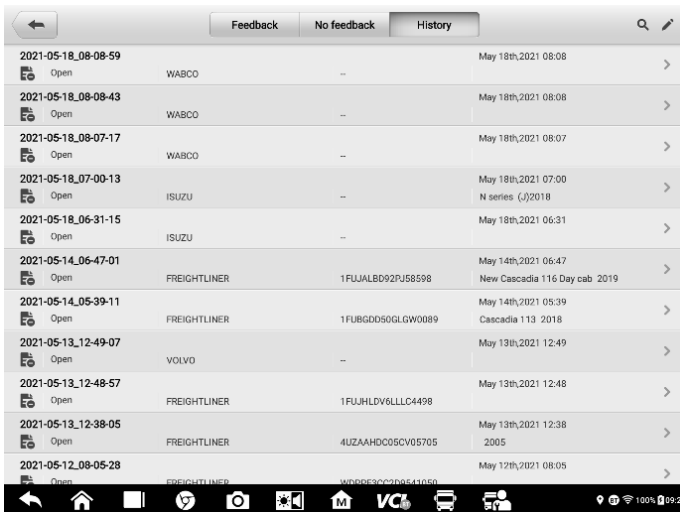 Feedback No feedback History
2021-05-18_08-08-59 May 18th,2021 08:08
Open WABCO --
2021-05-18_08-08-43 May 18th,2021 08:08
Open WABCO --
2021-05-18_08-07-17 May 18th,2021 08:07
Open WABCO --
2021-05-18_07-00-13 May 18th,2021 07:00
Open ISUZU -- N series (J)2018
2021-05-18_06-31-15 May 18th,2021 06:31
Open ISUZU --
2021-05-14_06-47-01 May 14th,2021 06:47
Open FREIGHTLINER 1FUJALBD92PJ58598 New Cascadia 116 Day cab 2019
2021-05-14_05-39-11 May 14th,2021 05:39
Open FREIGHTLINER 1FUBGDD50GLGW0089 Cascadia 113 2018
2021-05-13_12-49-07 May 13th,2021 12:49
Open VOLVO --
2021-05-13_12-48-57 May 13th,2021 12:48
Open FREIGHTLINER 1FUJHLDV6LLLC4498
2021-05-13_12-38-05 May 13th,2021 12:38
Open FREIGHTLINER 4UZAAHDC05CV05705 2005
2021-05-12_08-05-28 May 12th,2021 08:05
Open FREIGHTLINER
M VCI 100%